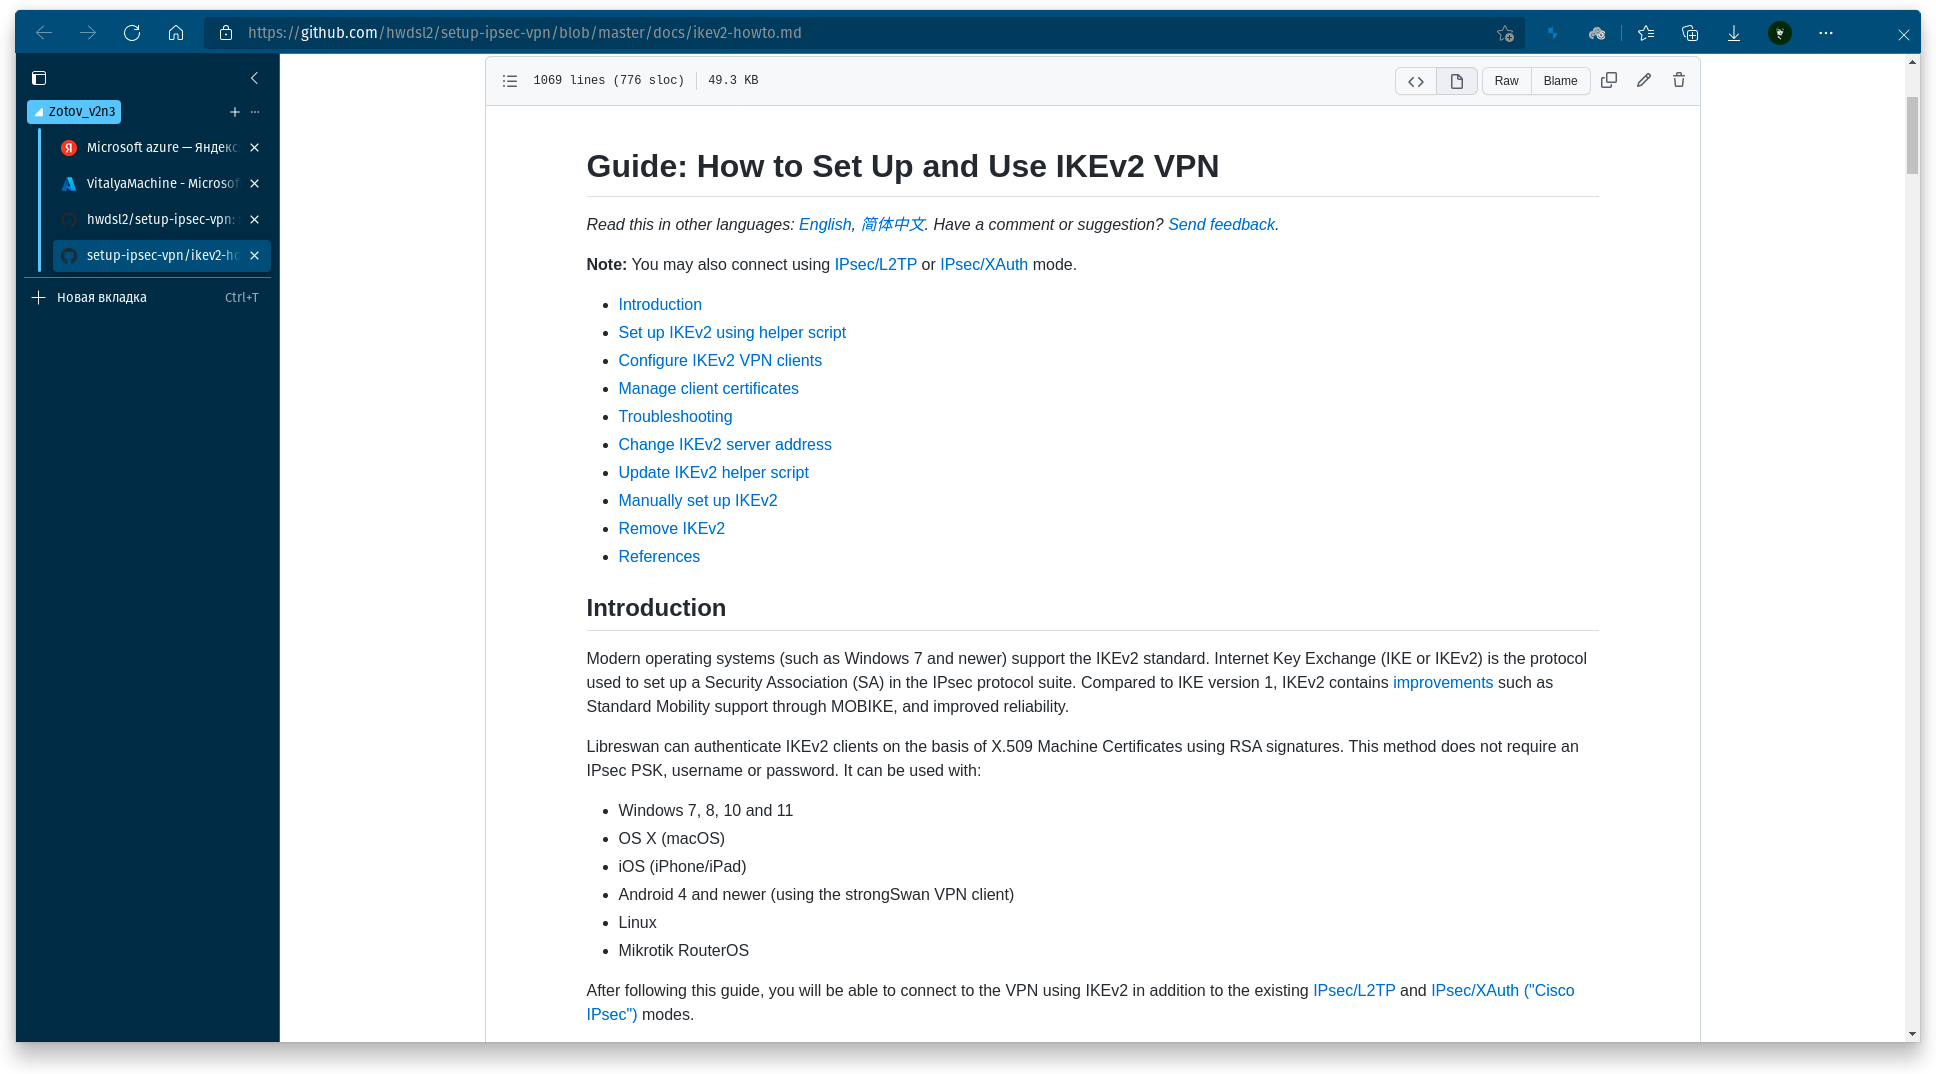 https://github.com/hwdsl2/setup-ipsec-vpn/blob/master/docs/ikev2-howto.md
Zotov_v2n3
Microsoft azure — Яндекс
VitalyaMachine - Microsof
hwdsl2/setup-ipsec-vpn:
setup-ipsec-vpn/ikev2-ho
Новая вкладка Ctrl+T
1069 lines (776 sloc) 49.3 KB
Raw Blame
Guide: How to Set Up and Use IKEv2 VPN
Read this in other languages: English, 简体中文. Have a comment or suggestion? Send feedback.
Note: You may also connect using IPsec/L2TP or IPsec/XAuth mode.
Introduction
Set up IKEv2 using helper script
Configure IKEv2 VPN clients
Manage client certificates
Troubleshooting
Change IKEv2 server address
Update IKEv2 helper script
Manually set up IKEv2
Remove IKEv2
References
Introduction
Modern operating systems (such as Windows 7 and newer) support the IKEv2 standard. Internet Key Exchange (IKE or IKEv2) is the protocol
used to set up a Security Association (SA) in the IPsec protocol suite. Compared to IKE version 1, IKEv2 contains improvements such as
Standard Mobility support through MOBIKE, and improved reliability.
Libreswan can authenticate IKEv2 clients on the basis of X.509 Machine Certificates using RSA signatures. This method does not require an
IPsec PSK, username or password. It can be used with:
Windows 7, 8, 10 and 11
OS X (macOS)
iOS (iPhone/iPad)
Android 4 and newer (using the strongSwan VPN client)
Linux
Mikrotik RouterOS
After following this guide, you will be able to connect to the VPN using IKEv2 in addition to the existing IPsec/L2TP and IPsec/XAuth ("Cisco
IPsec") modes.